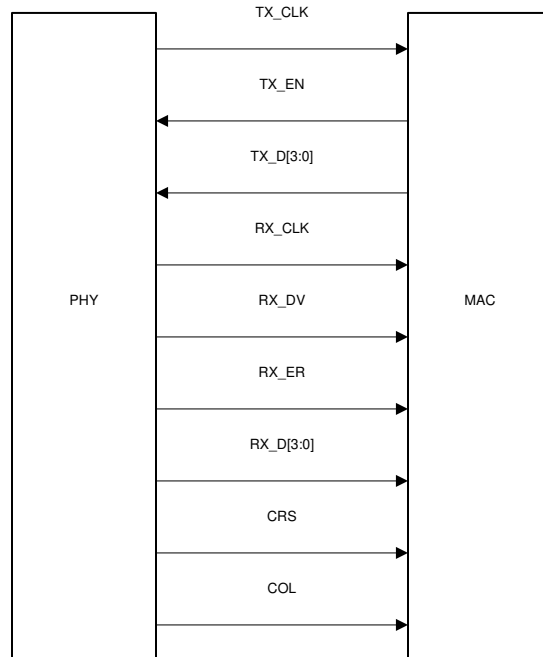 TX_CLK
TX_EN
TX_D[3:0]
RX_CLK
PHY
RX_DV
MAC
RX_ER
RX_D[3:0]
CRS
COL